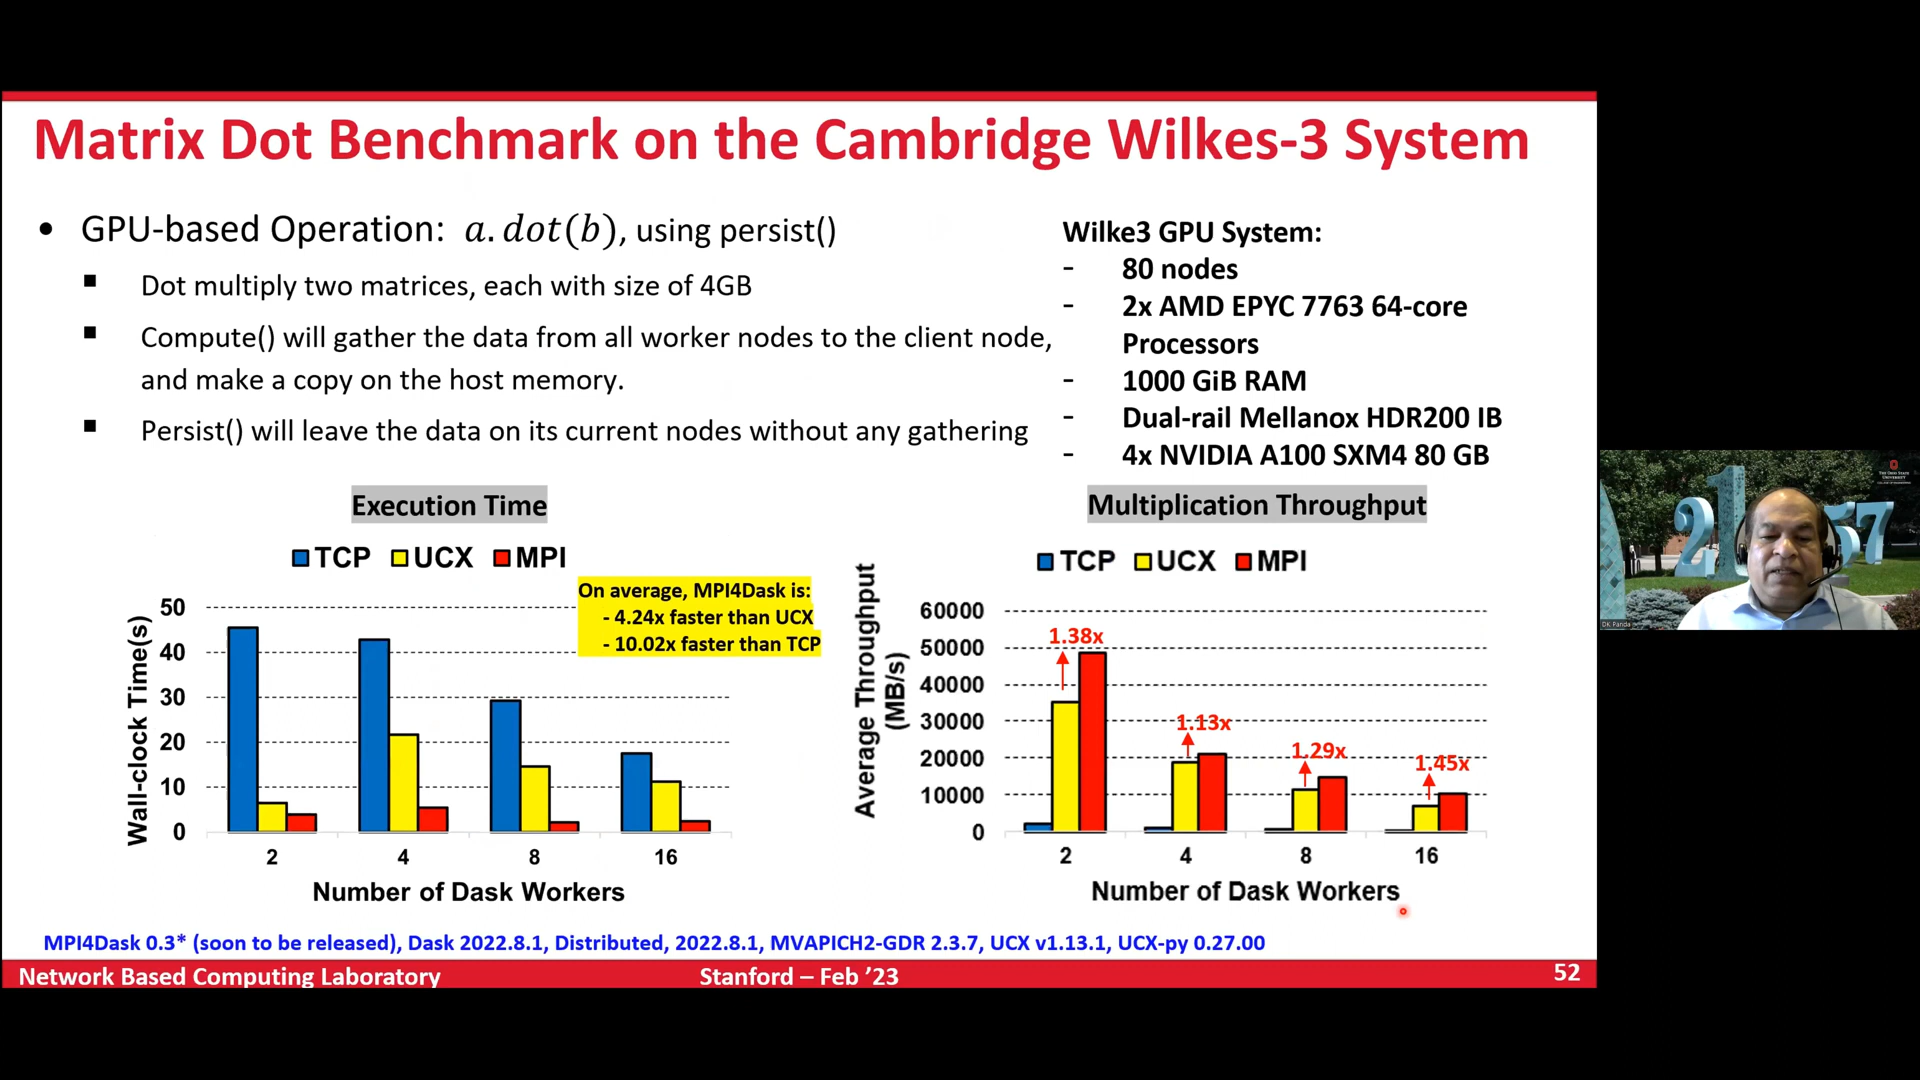 Matrix Dot Benchmark on the Cambridge Wilkes-3 System
• GPU-based Operation: a.dot(b), using persist()
▪ Dot multiply two matrices, each with size of 4GB
▪ Compute() will gather the data from all worker nodes to the client node,
and make a copy on the host memory.
▪ Persist() will leave the data on its current nodes without any gathering
Wilke3 GPU System:
- 80 nodes
- 2x AMD EPYC 7763 64-core
Processors
- 1000 GiB RAM
- Dual-rail Mellanox HDR200 IB
- 4x NVIDIA A100 SXM4 80 GB
Execution Time
TCP UCX MPI
On average, MPI4Dask is:
- 4.24x faster than UCX
- 10.02x faster than TCP
Wall-clock Time(s)
50
40
30
20
10
0
2 4 8 16
Number of Dask Workers
Multiplication Throughput
TCP UCX MPI
Average Throughput
(MB/s)
60000
50000
40000
30000
20000
10000
0
1.38x
1.13x
1.29x
1.45x
2 4 8 16
Number of Dask Workers
MPI4Dask 0.3* (soon to be released), Dask 2022.8.1, Distributed, 2022.8.1, MVAPICH2-GDR 2.3.7, UCX v1.13.1, UCX-py 0.27.00
Network Based Computing Laboratory
Stanford – Feb ’23
52
DK Panda